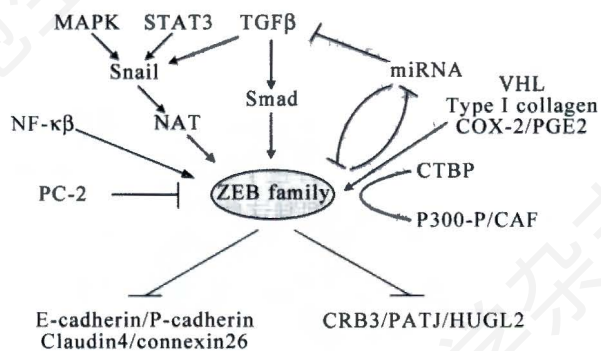 MAPK STAT3 TGFβ
miRNA
Snail
VHL
Type I collagen
COX-2/PGE2
Smad
NF-κβ
NAT
CTBP
PC-2
ZEB family
P300-P/CAF
E-cadherin/P-cadherin
Claudin4/connexin26
CRB3/PATJ/HUGL2